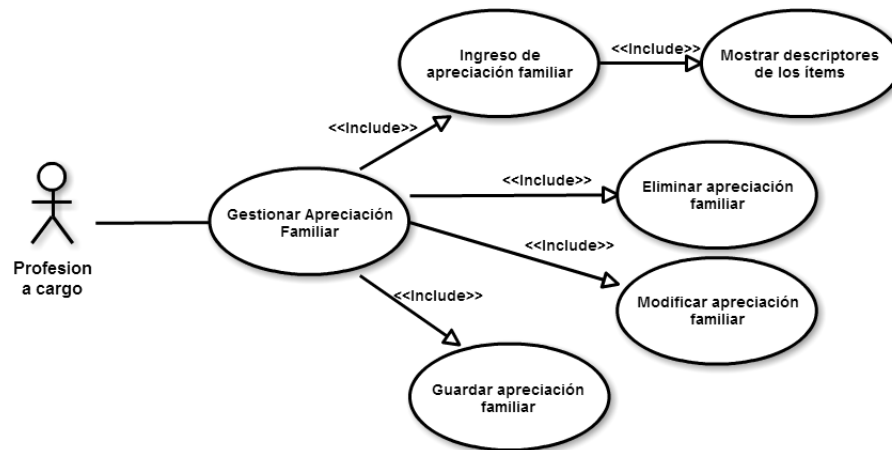 Ingreso de
apreciación familiar
<<Include>>
Mostrar descriptores
de los ítems
<<Include>>
<<Include>>
Eliminar apreciación
familiar
Gestionar Apreciación
Familiar
<<Include>>
Profesion
a cargo
<<Include>>
Modificar apreciación
familiar
Guardar apreciación
familiar